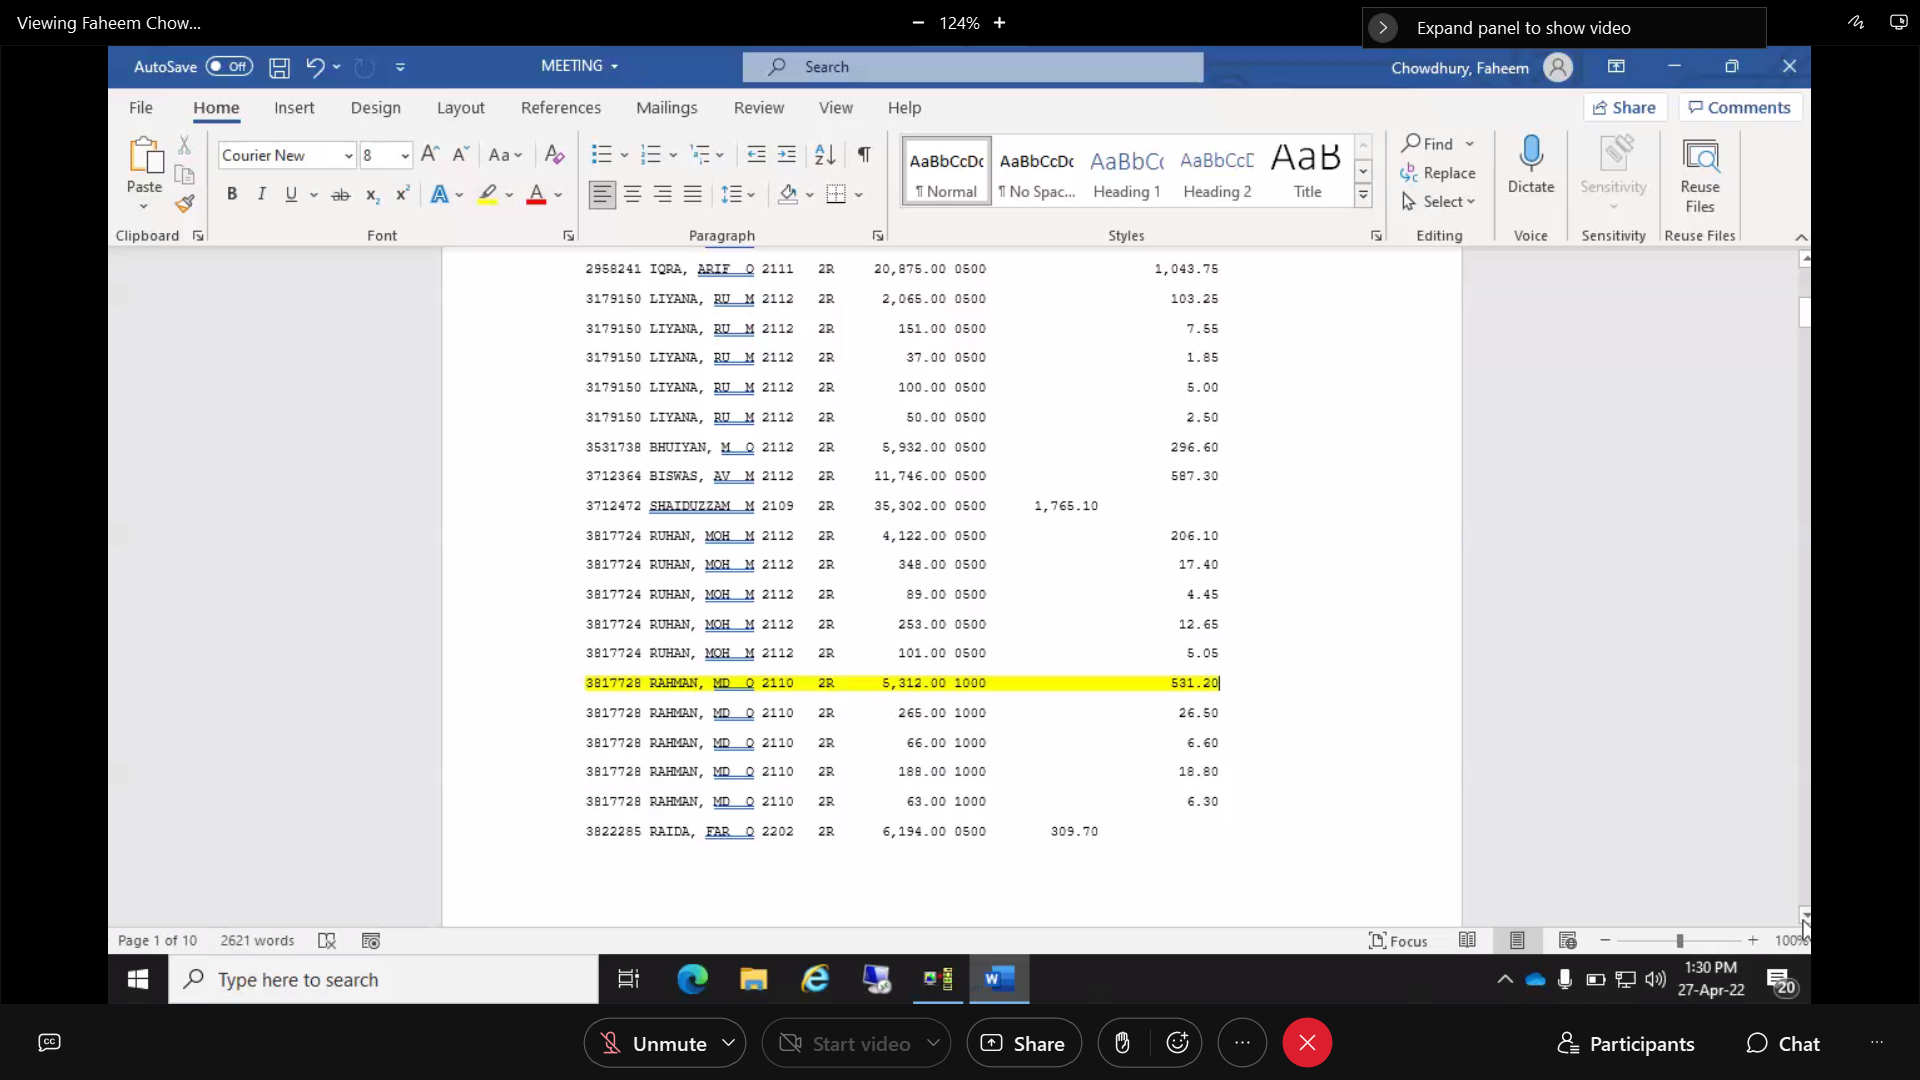 Viewing Faheem Chow...
124%
Expand panel to show video
AutoSave Off
MEETING
Search
Chowdhury, Faheem
File Home Insert Design Layout References Mailings Review View Help
Share Comments
Paste
Courier New 8
Aa
AaBbCcDc AaBbCcDc AaBbC AaBbCcD AaB
¶ Normal ¶ No Spac... Heading 1 Heading 2 Title
Find
Replace
Select
Dictate
Sensitivity
Reuse Files
Clipboard Font Paragraph Styles Editing Voice Sensitivity Reuse Files
2958241 IQRA, ARIF O 2111 2R 20,875.00 0500 1,043.75
3179150 LIYANA, RU M 2112 2R 2,065.00 0500 103.25
3179150 LIYANA, RU M 2112 2R 151.00 0500 7.55
3179150 LIYANA, RU M 2112 2R 37.00 0500 1.85
3179150 LIYANA, RU M 2112 2R 100.00 0500 5.00
3179150 LIYANA, RU M 2112 2R 50.00 0500 2.50
3531738 BHUIYAN, M O 2112 2R 5,932.00 0500 296.60
3712364 BISWAS, AV M 2112 2R 11,746.00 0500 587.30
3712472 SHAIDUZZAM M 2109 2R 35,302.00 0500 1,765.10
3817724 RUHAN, MOH M 2112 2R 4,122.00 0500 206.10
3817724 RUHAN, MOH M 2112 2R 348.00 0500 17.40
3817724 RUHAN, MOH M 2112 2R 89.00 0500 4.45
3817724 RUHAN, MOH M 2112 2R 253.00 0500 12.65
3817724 RUHAN, MOH M 2112 2R 101.00 0500 5.05
3817728 RAHMAN, MD O 2110 2R 5,312.00 1000 531.20
3817728 RAHMAN, MD O 2110 2R 265.00 1000 26.50
3817728 RAHMAN, MD O 2110 2R 66.00 1000 6.60
3817728 RAHMAN, MD O 2110 2R 188.00 1000 18.80
3817728 RAHMAN, MD O 2110 2R 63.00 1000 6.30
3822285 RAIDA, FAR O 2202 2R 6,194.00 0500 309.70
Page 1 of 10 2621 words
Focus
100%
Type here to search
1:30 PM
27-Apr-22
20
Unmute Start video Share
Participants Chat